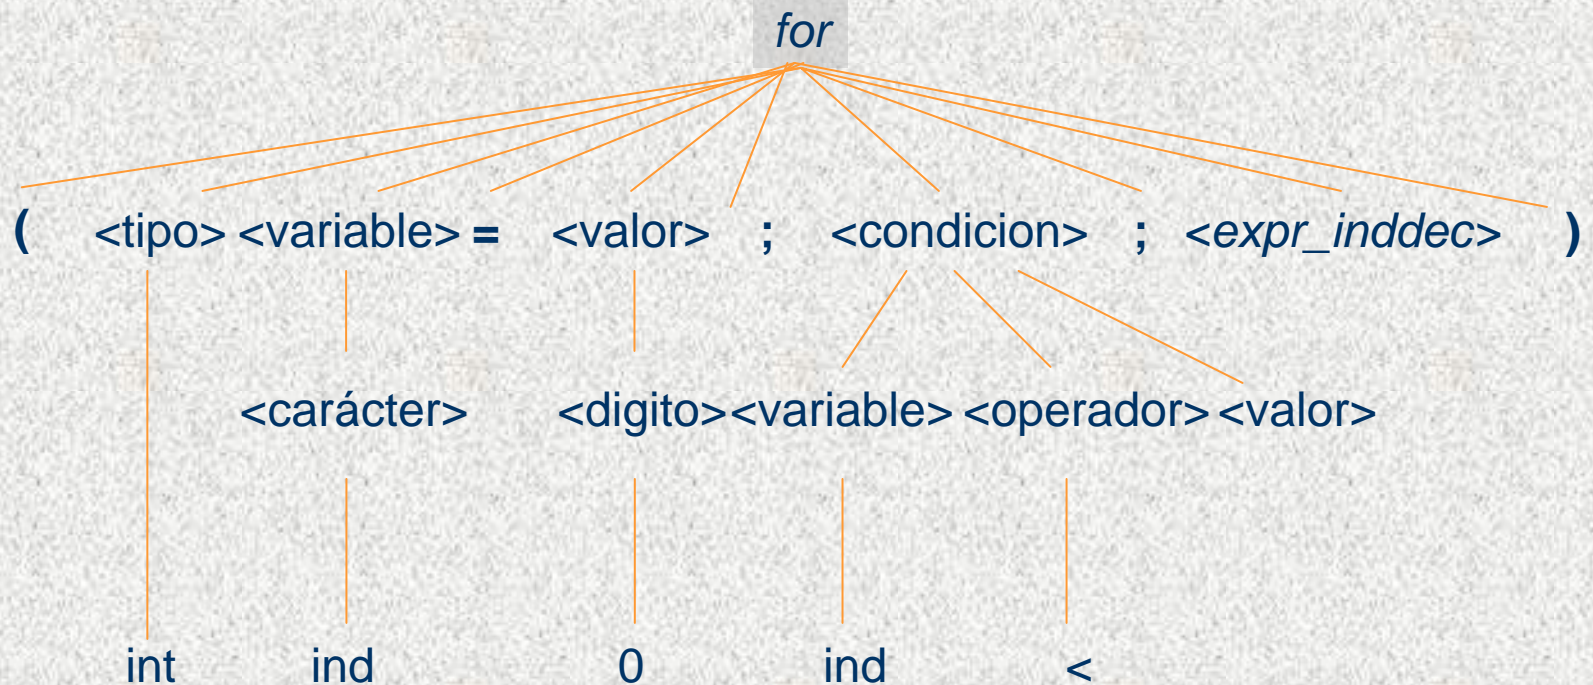 for
( <tipo> <variable> = <valor> ; <condicion> ; <expr_inddec> )
<carácter> <digito> <variable> <operador> <valor>
int ind 0 ind <